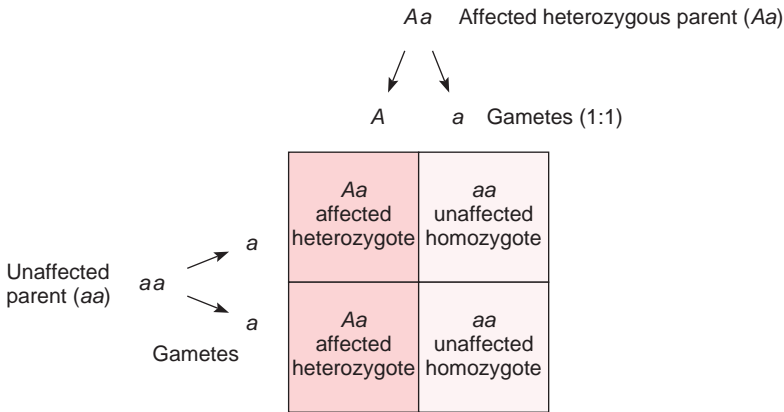 Aa Affected heterozygous parent (Aa)
A a Gametes (1:1)
Aa
affected
heterozygote
aa
unaffected
homozygote
Unaffected
parent (aa)
aa
a
a
Gametes
Aa
affected
heterozygote
aa
unaffected
homozygote